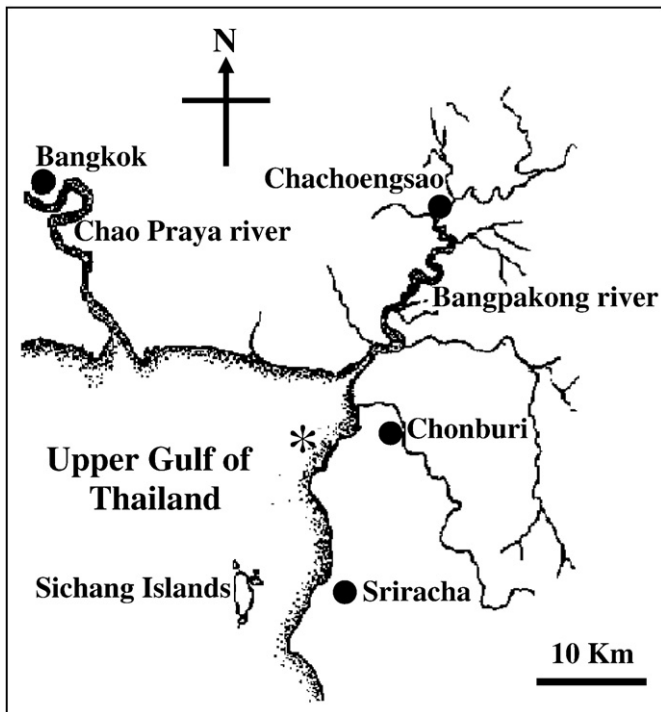 N
Bangkok
Chachoengsao
Chao Praya river
Bangpakong river
Chonburi
Upper Gulf of
Thailand
Sichang Islands
Sriracha
10 Km